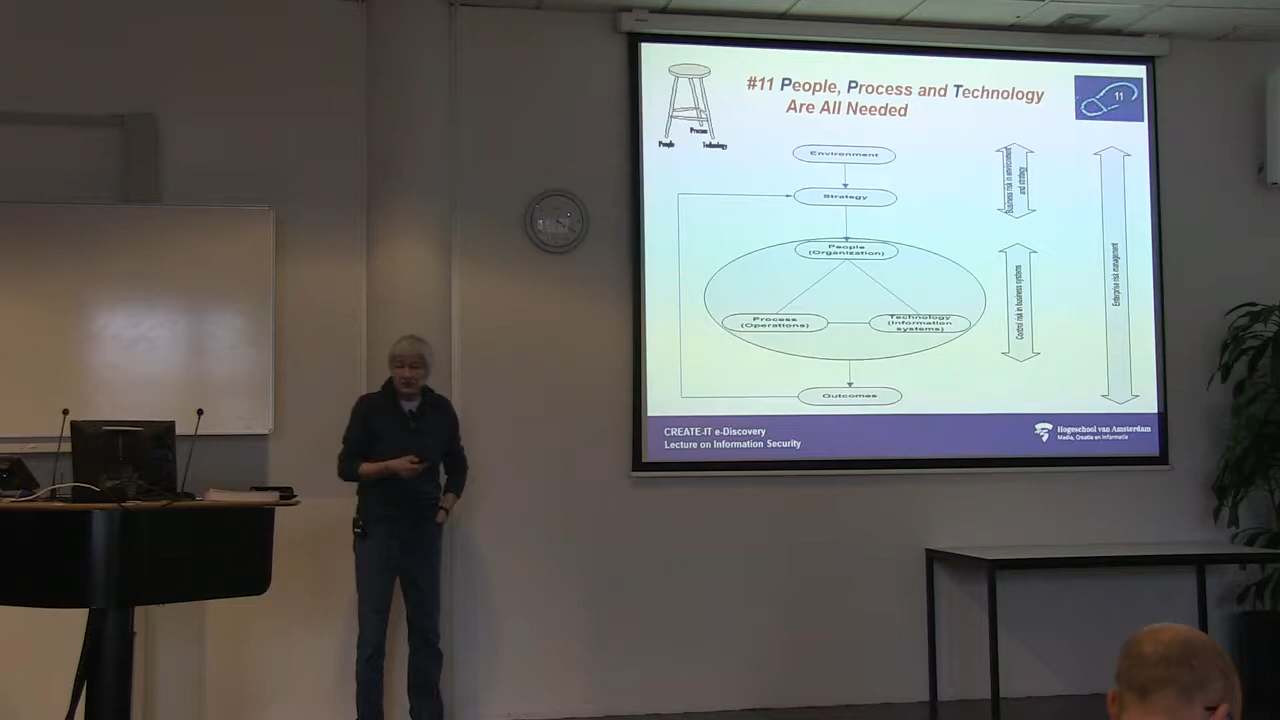 #11 People, Process and Technology
Are All Needed
11
Process
People
Technology
Environment
Strategy
People
(Organization)
Process
(Operations)
Technology
(Information
systems)
Outcomes
Business risk in environment
and strategy
Control risk in business systems
Enterprise risk management
CREATE-IT e-Discovery
Lecture on Information Security
Hogeschool van Amsterdam
Media, Creatie en Informatie